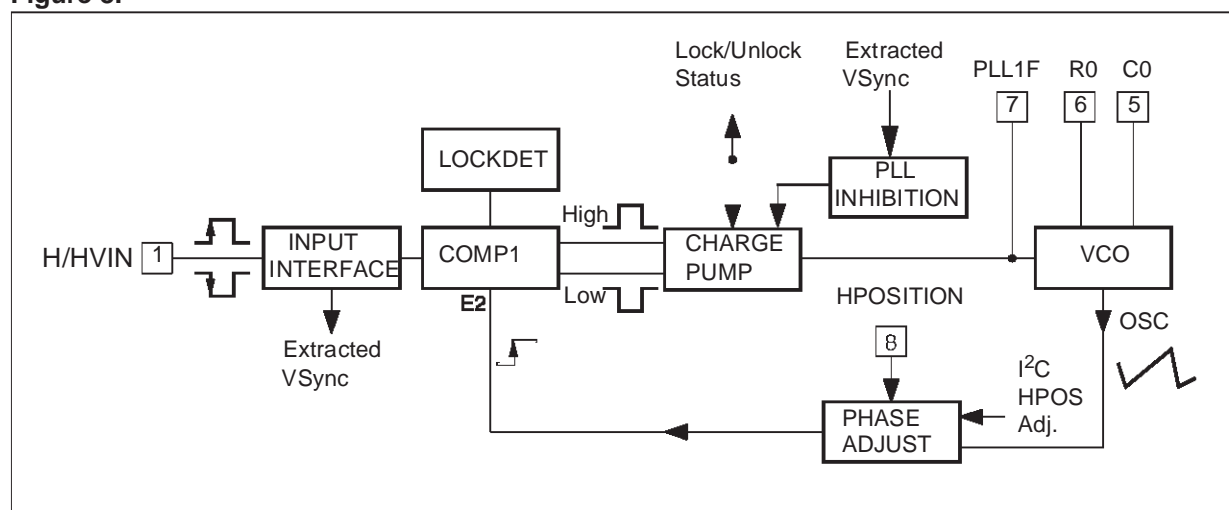 Lock/Unlock
Status
Extracted
VSync
PLL1F
R0
C0
7
6
5
LOCKDET
PLL
INHIBITION
High
H/HVIN
1
INPUT
INTERFACE
COMP1
CHARGE
PUMP
VCO
Low
E2
HPOSITION
OSC
Extracted
VSync
8
I2C
HPOS
Adj.
PHASE
ADJUST